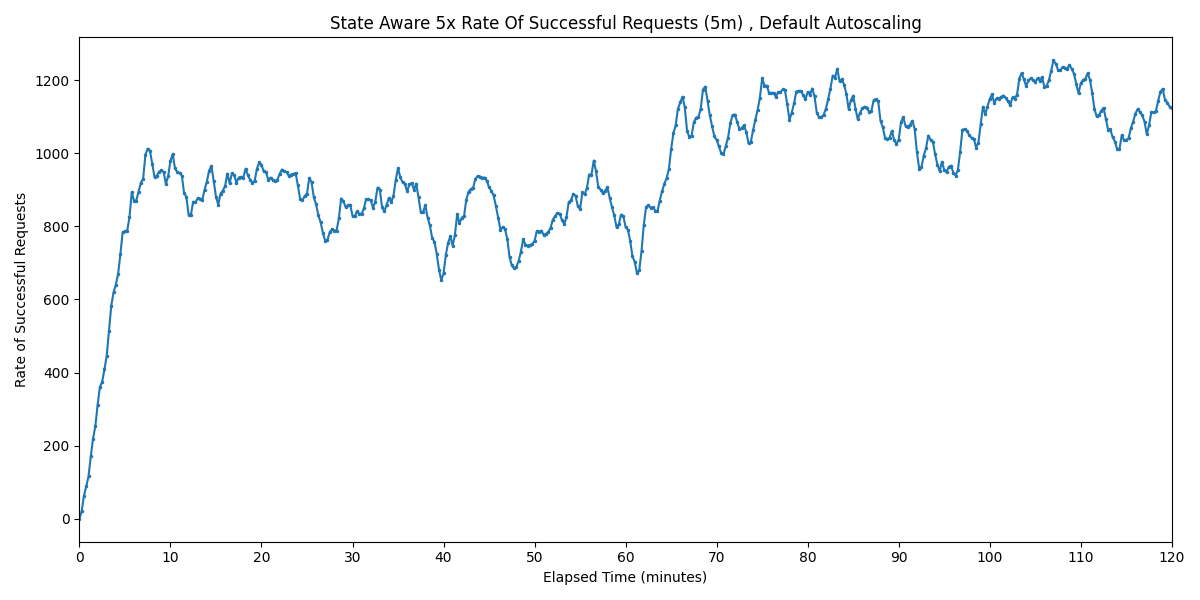 State Aware 5x Rate Of Successful Requests (5m) , Default Autoscaling
Rate of Successful Requests
1200
1000
800
600
400
200
0
0 10 20 30 40 50 60 70 80 90 100 110 120
Elapsed Time (minutes)